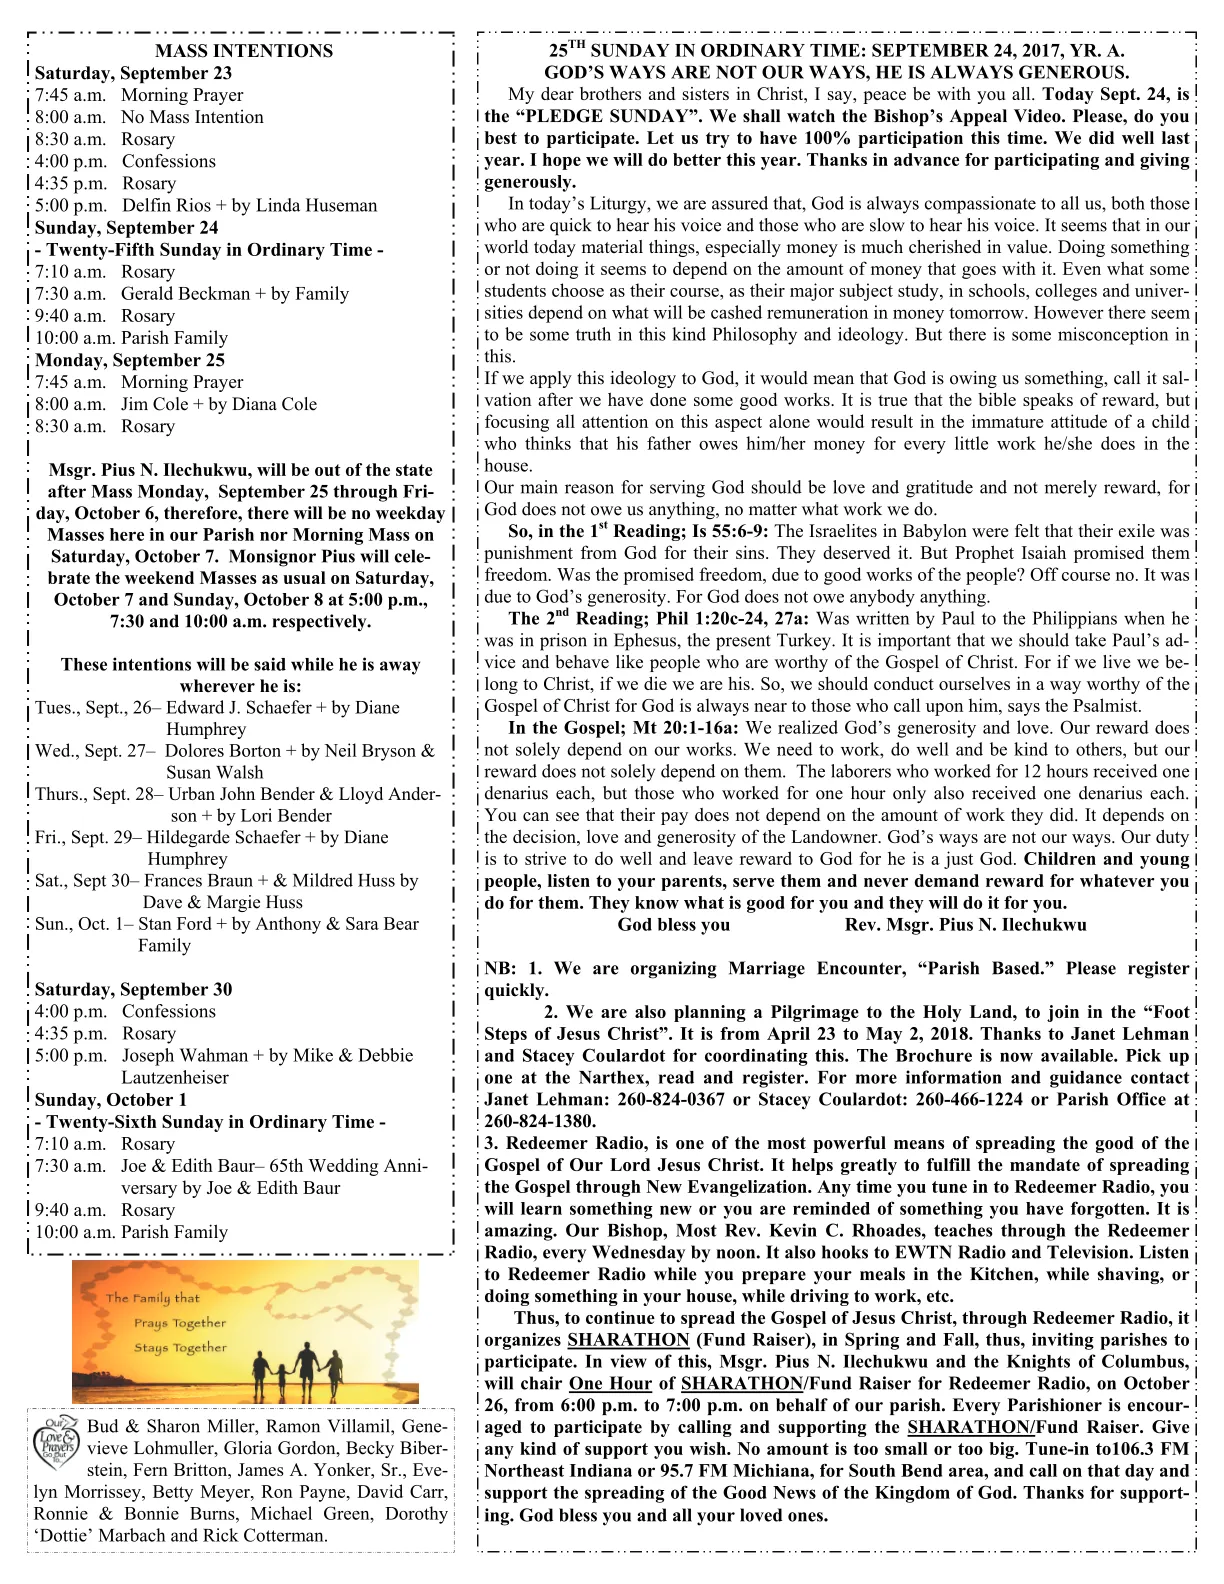 MASS INTENTIONS
Saturday, September 23
7:45 a.m. Morning Prayer
8:00 a.m. No Mass Intention
8:30 a.m. Rosary
4:00 p.m. Confessions
4:35 p.m. Rosary
5:00 p.m. Delfin Rios + by Linda Huseman
Sunday, September 24
- Twenty-Fifth Sunday in Ordinary Time -
7:10 a.m. Rosary
7:30 a.m. Gerald Beckman + by Family
9:40 a.m. Rosary
10:00 a.m. Parish Family
Monday, September 25
7:45 a.m. Morning Prayer
8:00 a.m. Jim Cole + by Diana Cole
8:30 a.m. Rosary
Msgr. Pius N. Ilechukwu, will be out of the state
after Mass Monday, September 25 through Fri-
day, October 6, therefore, there will be no weekday
Masses here in our Parish nor Morning Mass on
Saturday, October 7. Monsignor Pius will cele-
brate the weekend Masses as usual on Saturday,
October 7 and Sunday, October 8 at 5:00 p.m.,
7:30 and 10:00 a.m. respectively.
These intentions will be said while he is away
wherever he is:
Tues., Sept., 26– Edward J. Schaefer + by Diane
Humphrey
Wed., Sept. 27– Dolores Borton + by Neil Bryson &
Susan Walsh
Thurs., Sept. 28– Urban John Bender & Lloyd Ander-
son + by Lori Bender
Fri., Sept. 29– Hildegarde Schaefer + by Diane
Humphrey
Sat., Sept 30– Frances Braun + & Mildred Huss by
Dave & Margie Huss
Sun., Oct. 1– Stan Ford + by Anthony & Sara Bear
Family
Saturday, September 30
4:00 p.m. Confessions
4:35 p.m. Rosary
5:00 p.m. Joseph Wahman + by Mike & Debbie
Lautzenheiser
Sunday, October 1
- Twenty-Sixth Sunday in Ordinary Time -
7:10 a.m. Rosary
7:30 a.m. Joe & Edith Baur– 65th Wedding Anni-
versary by Joe & Edith Baur
9:40 a.m. Rosary
10:00 a.m. Parish Family
The Family that
Prays Together
Stays Together
Our
Love &
Prayers
Go Out
To...
Bud & Sharon Miller, Ramon Villamil, Gene-
vieve Lohmuller, Gloria Gordon, Becky Biber-
stein, Fern Britton, James A. Yonker, Sr., Eve-
lyn Morrissey, Betty Meyer, Ron Payne, David Carr,
Ronnie & Bonnie Burns, Michael Green, Dorothy
‘Dottie’ Marbach and Rick Cotterman.
25TH SUNDAY IN ORDINARY TIME: SEPTEMBER 24, 2017, YR. A.
GOD’S WAYS ARE NOT OUR WAYS, HE IS ALWAYS GENEROUS.
My dear brothers and sisters in Christ, I say, peace be with you all. Today Sept. 24, is
the “PLEDGE SUNDAY”. We shall watch the Bishop’s Appeal Video. Please, do you
best to participate. Let us try to have 100% participation this time. We did well last
year. I hope we will do better this year. Thanks in advance for participating and giving
generously.
In today’s Liturgy, we are assured that, God is always compassionate to all us, both those
who are quick to hear his voice and those who are slow to hear his voice. It seems that in our
world today material things, especially money is much cherished in value. Doing something
or not doing it seems to depend on the amount of money that goes with it. Even what some
students choose as their course, as their major subject study, in schools, colleges and univer-
sities depend on what will be cashed remuneration in money tomorrow. However there seem
to be some truth in this kind Philosophy and ideology. But there is some misconception in
this.
If we apply this ideology to God, it would mean that God is owing us something, call it sal-
vation after we have done some good works. It is true that the bible speaks of reward, but
focusing all attention on this aspect alone would result in the immature attitude of a child
who thinks that his father owes him/her money for every little work he/she does in the
house.
Our main reason for serving God should be love and gratitude and not merely reward, for
God does not owe us anything, no matter what work we do.
So, in the 1st Reading; Is 55:6-9: The Israelites in Babylon were felt that their exile was
punishment from God for their sins. They deserved it. But Prophet Isaiah promised them
freedom. Was the promised freedom, due to good works of the people? Off course no. It was
due to God’s generosity. For God does not owe anybody anything.
The 2nd Reading; Phil 1:20c-24, 27a: Was written by Paul to the Philippians when he
was in prison in Ephesus, the present Turkey. It is important that we should take Paul’s ad-
vice and behave like people who are worthy of the Gospel of Christ. For if we live we be-
long to Christ, if we die we are his. So, we should conduct ourselves in a way worthy of the
Gospel of Christ for God is always near to those who call upon him, says the Psalmist.
In the Gospel; Mt 20:1-16a: We realized God’s generosity and love. Our reward does
not solely depend on our works. We need to work, do well and be kind to others, but our
reward does not solely depend on them. The laborers who worked for 12 hours received one
denarius each, but those who worked for one hour only also received one denarius each.
You can see that their pay does not depend on the amount of work they did. It depends on
the decision, love and generosity of the Landowner. God’s ways are not our ways. Our duty
is to strive to do well and leave reward to God for he is a just God. Children and young
people, listen to your parents, serve them and never demand reward for whatever you
do for them. They know what is good for you and they will do it for you.
God bless you Rev. Msgr. Pius N. Ilechukwu
NB: 1. We are organizing Marriage Encounter, “Parish Based.” Please register
quickly.
2. We are also planning a Pilgrimage to the Holy Land, to join in the “Foot
Steps of Jesus Christ”. It is from April 23 to May 2, 2018. Thanks to Janet Lehman
and Stacey Coulardot for coordinating this. The Brochure is now available. Pick up
one at the Narthex, read and register. For more information and guidance contact
Janet Lehman: 260-824-0367 or Stacey Coulardot: 260-466-1224 or Parish Office at
260-824-1380.
3. Redeemer Radio, is one of the most powerful means of spreading the good of the
Gospel of Our Lord Jesus Christ. It helps greatly to fulfill the mandate of spreading
the Gospel through New Evangelization. Any time you tune in to Redeemer Radio, you
will learn something new or you are reminded of something you have forgotten. It is
amazing. Our Bishop, Most Rev. Kevin C. Rhoades, teaches through the Redeemer
Radio, every Wednesday by noon. It also hooks to EWTN Radio and Television. Listen
to Redeemer Radio while you prepare your meals in the Kitchen, while shaving, or
doing something in your house, while driving to work, etc.
Thus, to continue to spread the Gospel of Jesus Christ, through Redeemer Radio, it
organizes SHARATHON (Fund Raiser), in Spring and Fall, thus, inviting parishes to
participate. In view of this, Msgr. Pius N. Ilechukwu and the Knights of Columbus,
will chair One Hour of SHARATHON/Fund Raiser for Redeemer Radio, on October
26, from 6:00 p.m. to 7:00 p.m. on behalf of our parish. Every Parishioner is encour-
aged to participate by calling and supporting the SHARATHON/Fund Raiser. Give
any kind of support you wish. No amount is too small or too big. Tune-in to106.3 FM
Northeast Indiana or 95.7 FM Michiana, for South Bend area, and call on that day and
support the spreading of the Good News of the Kingdom of God. Thanks for support-
ing. God bless you and all your loved ones.